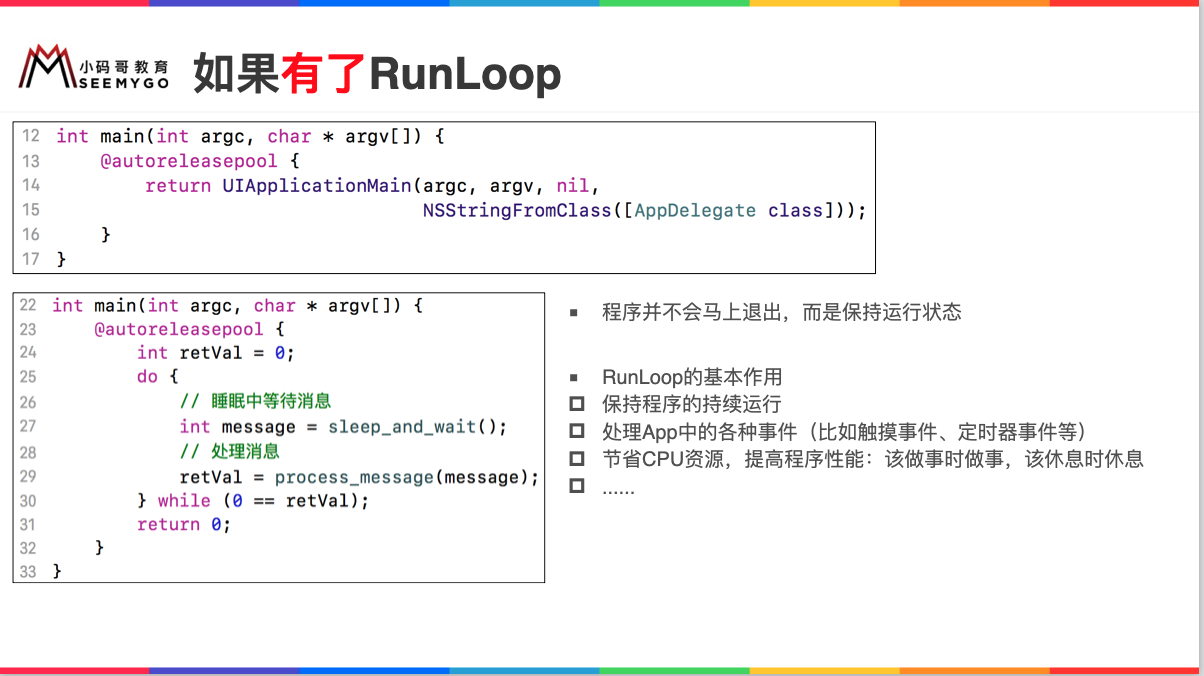 小码哥教育
SEEMYGO
如果有了RunLoop
12 int main(int argc, char * argv[]) {
13     @autoreleasepool {
14         return UIApplicationMain(argc, argv, nil,
15                                  NSStringFromClass([AppDelegate class]));
16     }
17 }
22 int main(int argc, char * argv[]) {
23     @autoreleasepool {
24         int retVal = 0;
25         do {
26             // 睡眠中等待消息
27             int message = sleep_and_wait();
28             // 处理消息
29             retVal = process_message(message);
30         } while (0 == retVal);
31         return 0;
32     }
33 }
▪ 程序并不会马上退出，而是保持运行状态
▪ RunLoop的基本作用
□ 保持程序的持续运行
□ 处理App中的各种事件（比如触摸事件、定时器事件等）
□ 节省CPU资源，提高程序性能：该做事时做事，该休息时休息
□ ......